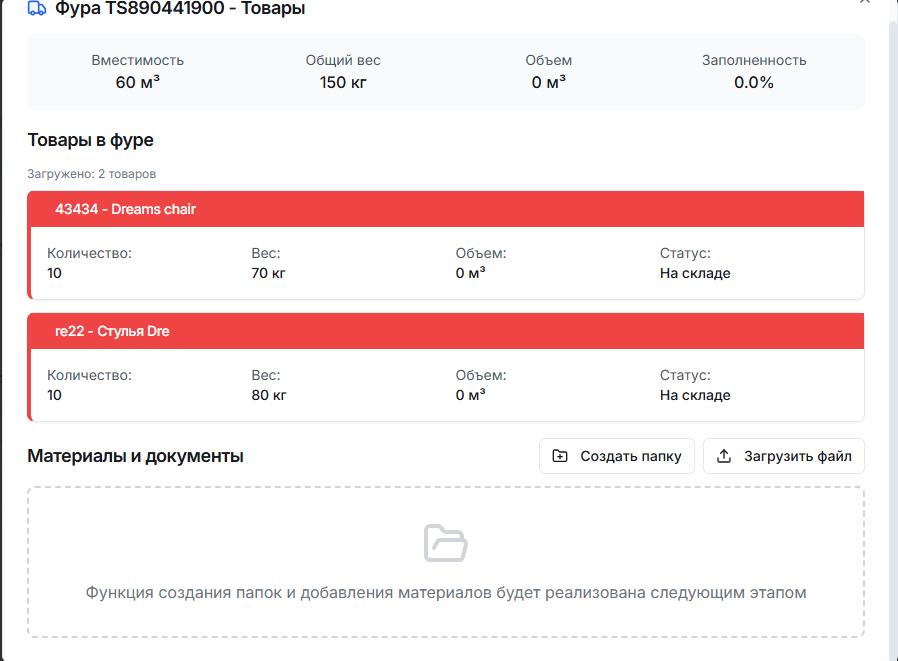 Фура TS890441900 - Товары
Вместимость Общий вес Объем Заполненность
60 м³ 150 кг 0 м³ 0.0%
Товары в фуре
Загружено: 2 товаров
43434 - Dreams chair
Количество: Вес: Объем: Статус:
10 70 кг 0 м³ На складе
re22 - Стулья Dre
Количество: Вес: Объем: Статус:
10 80 кг 0 м³ На складе
Материалы и документы Создать папку Загрузить файл
Функция создания папок и добавления материалов будет реализована следующим этапом